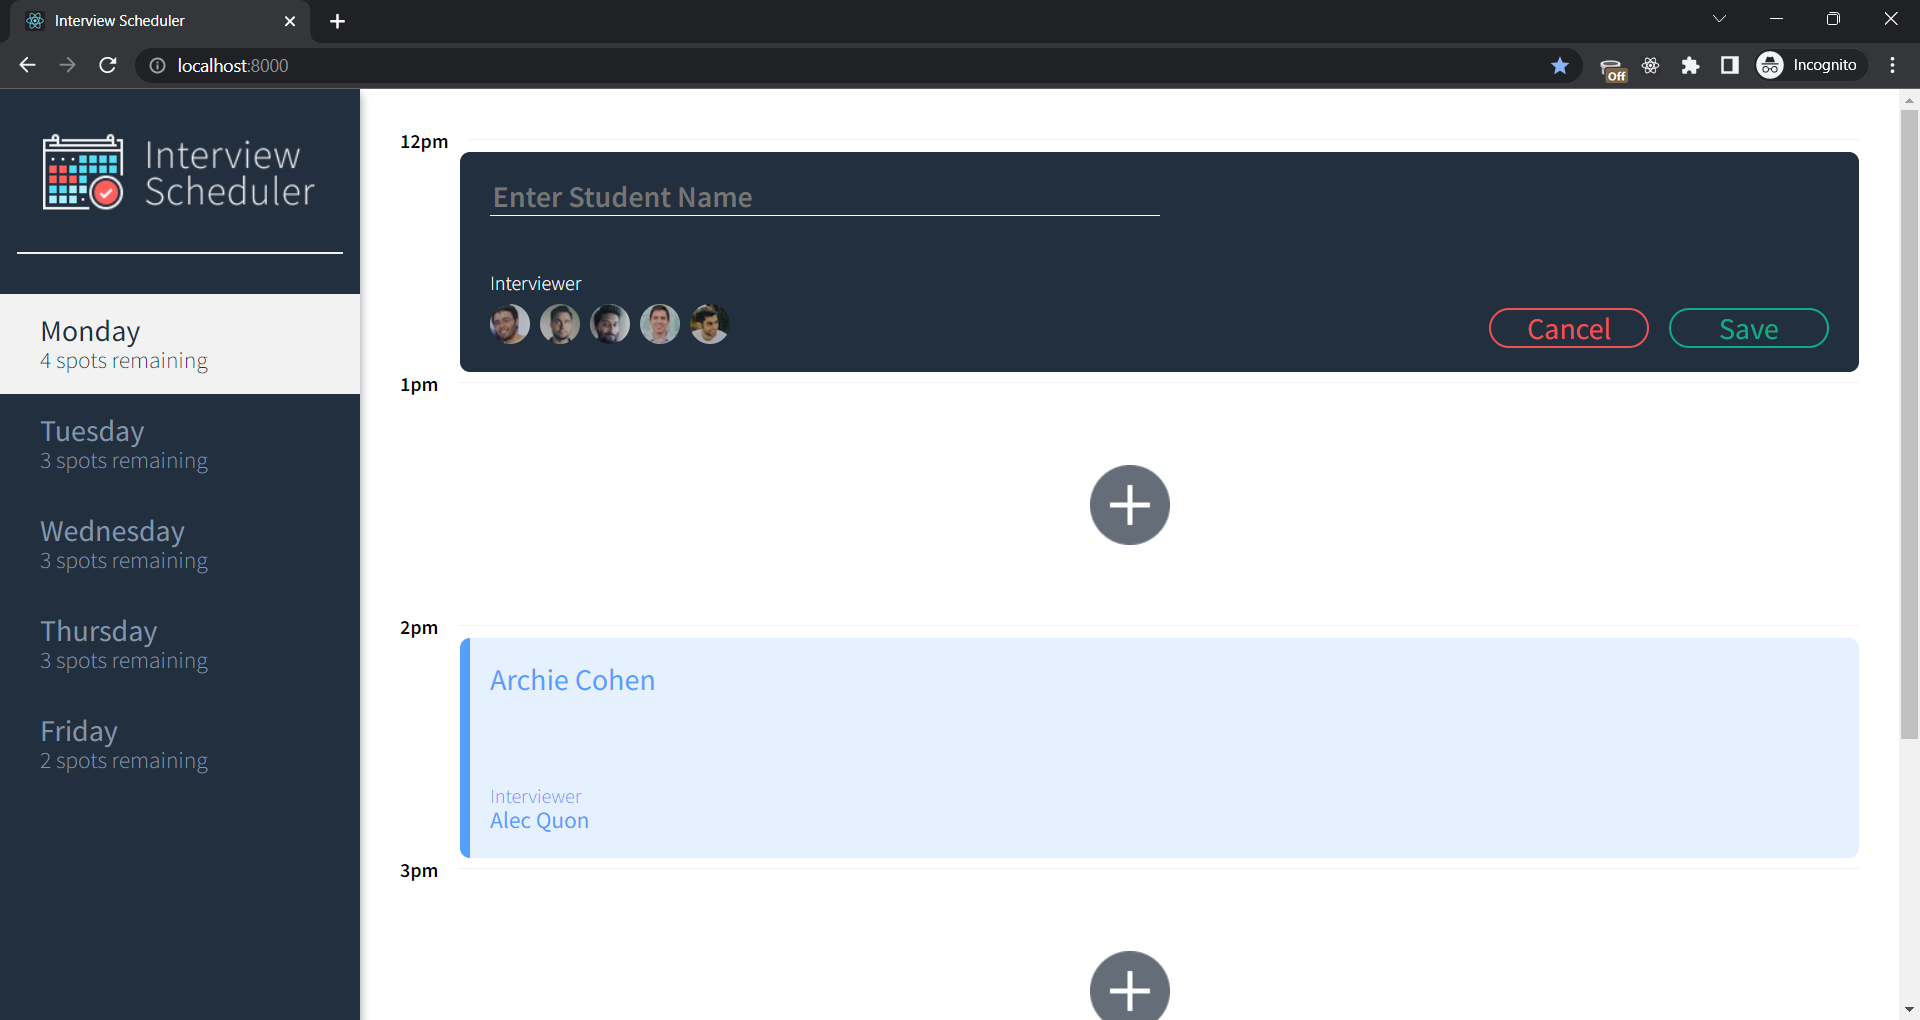 Interview Scheduler
localhost:8000
Off
Incognito
Interview
Scheduler
Monday
4 spots remaining
Tuesday
3 spots remaining
Wednesday
3 spots remaining
Thursday
3 spots remaining
Friday
2 spots remaining
12pm
Enter Student Name
Interviewer
Cancel
Save
1pm
2pm
Archie Cohen
Interviewer
Alec Quon
3pm